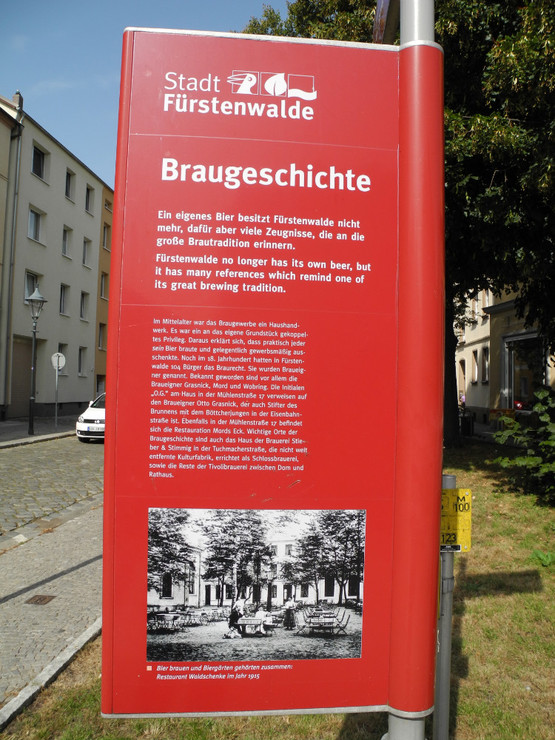 Stadt
Fürstenwalde
Braugeschichte
Ein eigenes Bier besitzt Fürstenwalde nicht
mehr, dafür aber viele Zeugnisse, die an die
große Brautradition erinnern.
Fürstenwalde no longer has its own beer, but
it has many references which remind one of
its great brewing tradition.
Im Mittelalter war das Braugewerbe ein Haushand-
werk. Es war ein an das eigene Grundstück gekoppel-
tes Privileg. Daraus erklärt sich, dass praktisch jeder
sein Bier braute und gelegentlich gewerbsmäßig aus-
schenkte. Noch im 18. Jahrhundert hatten in Fürsten-
walde 104 Bürger das Braurecht. Sie wurden Braueig-
ner genannt. Bekannt geworden sind vor allem die
Braueigner Grasnick, Mord und Wobring. Die Initialen
„O.G.“ am Haus in der Mühlenstraße 17 verweisen auf
den Braueigner Otto Grasnick, der auch Stifter des
Brunnens mit dem Böttcherjungen in der Eisenbahn-
straße ist. Ebenfalls in der Mühlenstraße 17 befindet
sich die Restauration Mords Eck. Wichtige Orte der
Braugeschichte sind auch das Haus der Brauerei Stie-
ber & Stimmig in der Tuchmacherstraße, die nicht weit
entfernte Kulturfabrik, errichtet als Schlossbrauerei,
sowie die Reste der Tivolibrauerei zwischen Dom und
Rathaus.
Bier brauen und Biergärten gehörten zusammen:
Restaurant Waidschenke im Jahr 1915
M
100
123